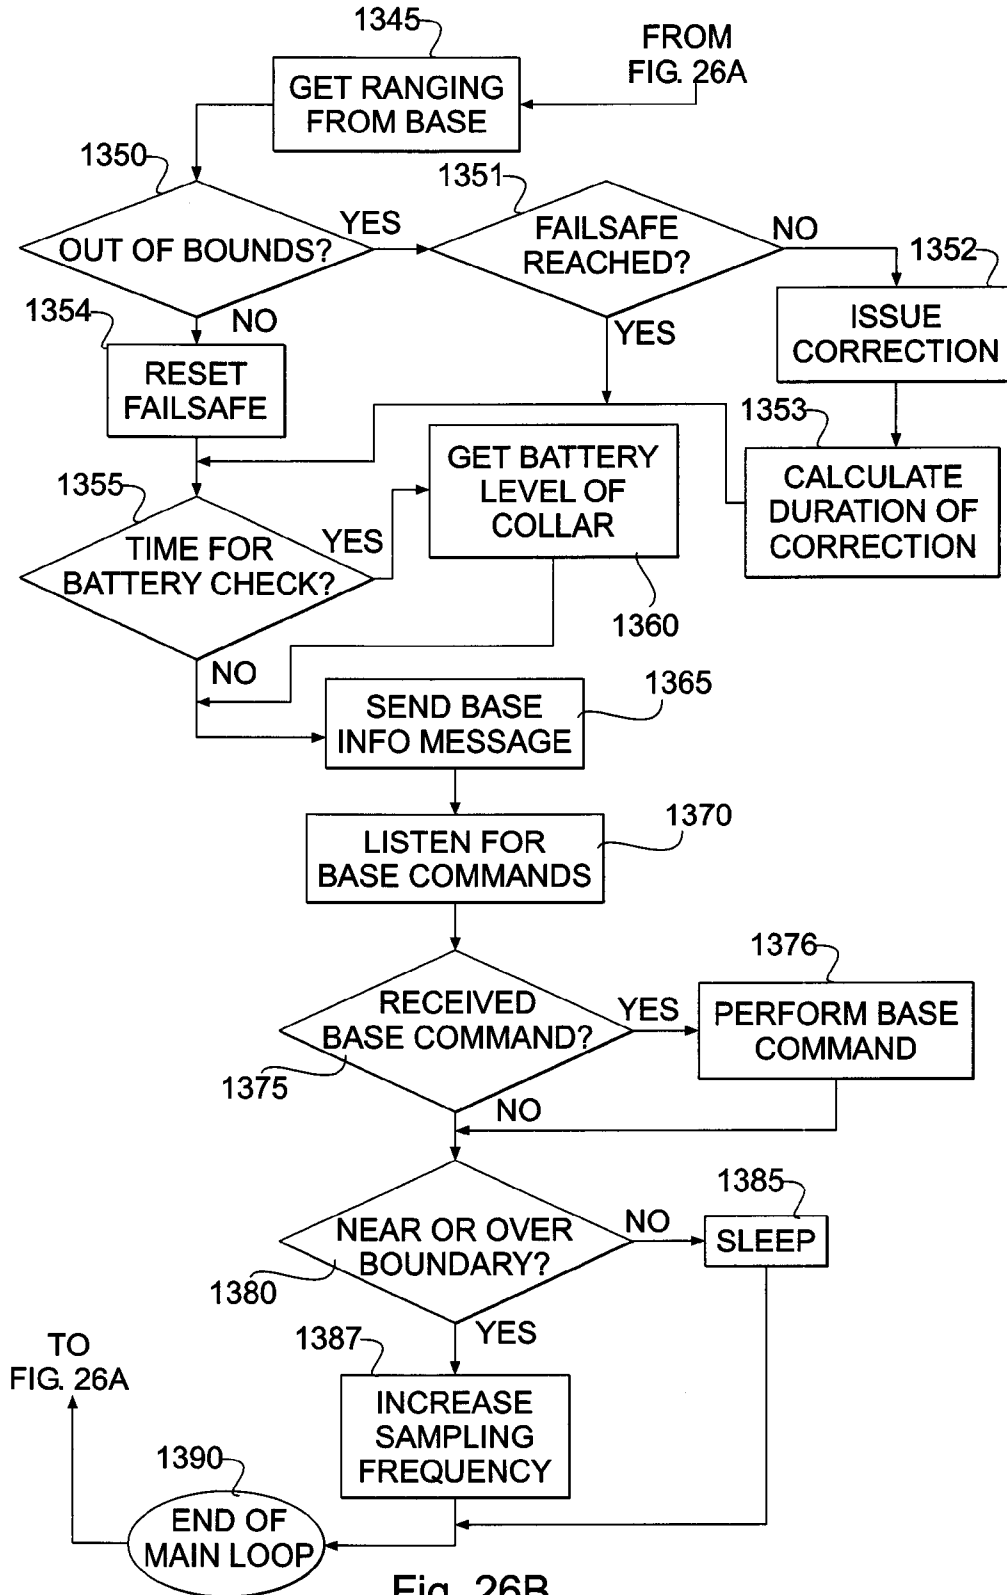 1345
FROM
FIG. 26A
GET RANGING
FROM BASE
1350
1351
OUT OF BOUNDS?
YES
FAILSAFE
REACHED?
NO
1352
1354
NO
YES
ISSUE
CORRECTION
RESET
FAILSAFE
1353
1355
GET BATTERY
LEVEL OF
COLLAR
CALCULATE
DURATION OF
CORRECTION
TIME FOR
BATTERY CHECK?
YES
1360
NO
1365
SEND BASE
INFO MESSAGE
1370
LISTEN FOR
BASE COMMANDS
1376
RECEIVED
BASE COMMAND?
YES
PERFORM BASE
COMMAND
1375
NO
1385
NEAR OR OVER
BOUNDARY?
NO
SLEEP
1380
YES
1387
TO
FIG. 26A
INCREASE
SAMPLING
FREQUENCY
1390
END OF
MAIN LOOP
Fig. 26B